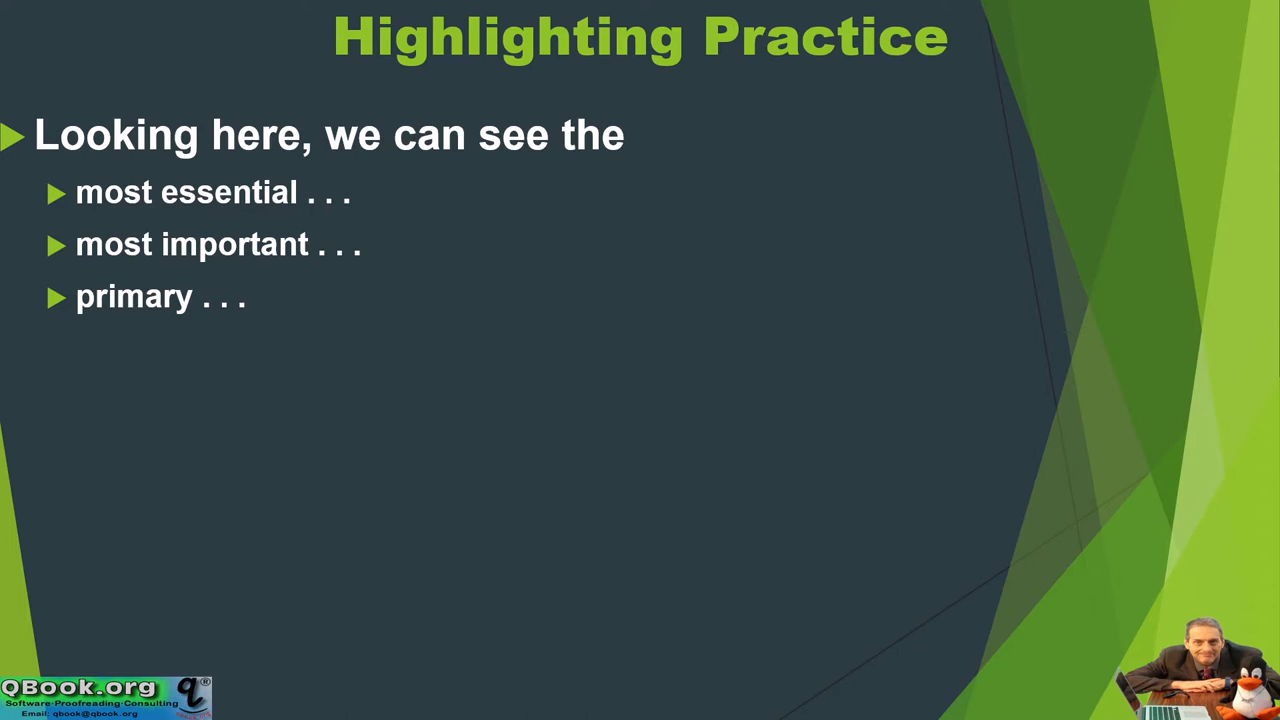 Highlighting Practice
Looking here, we can see the
most essential . . .
most important . . .
primary . . .
QBook.org
Software·Proofreading·Consulting
Email: qbook@qbook.org
q®